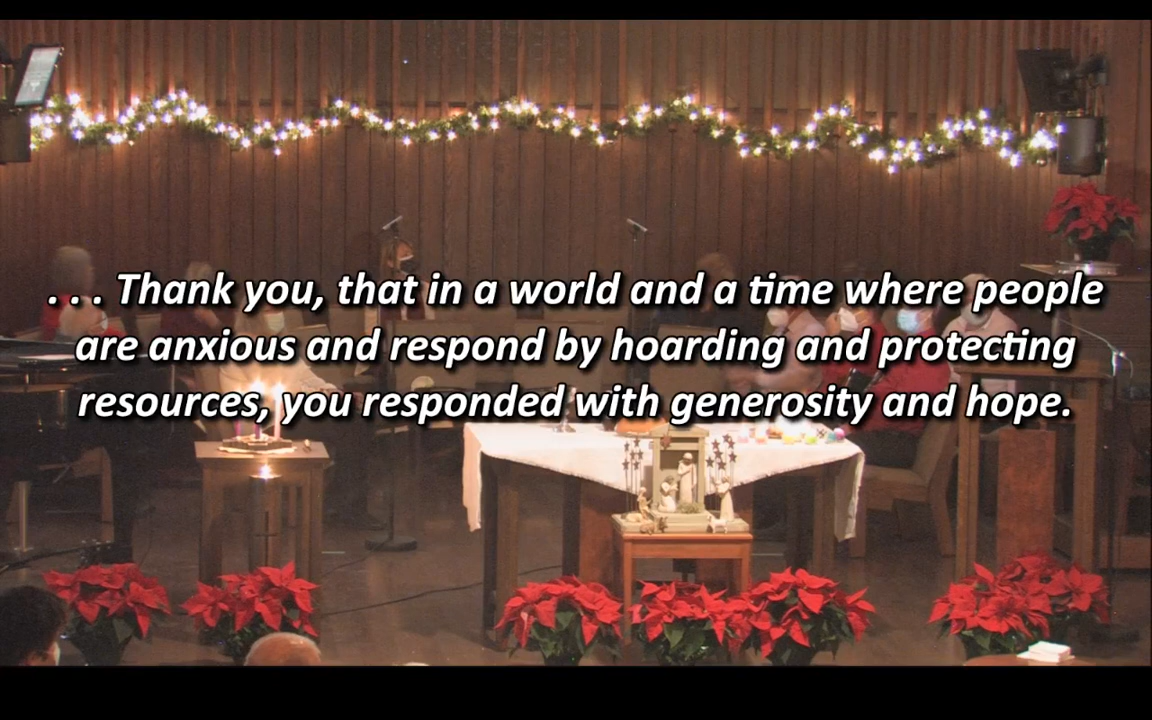 . . . Thank you, that in a world and a time where people
are anxious and respond by hoarding and protecting
resources, you responded with generosity and hope.